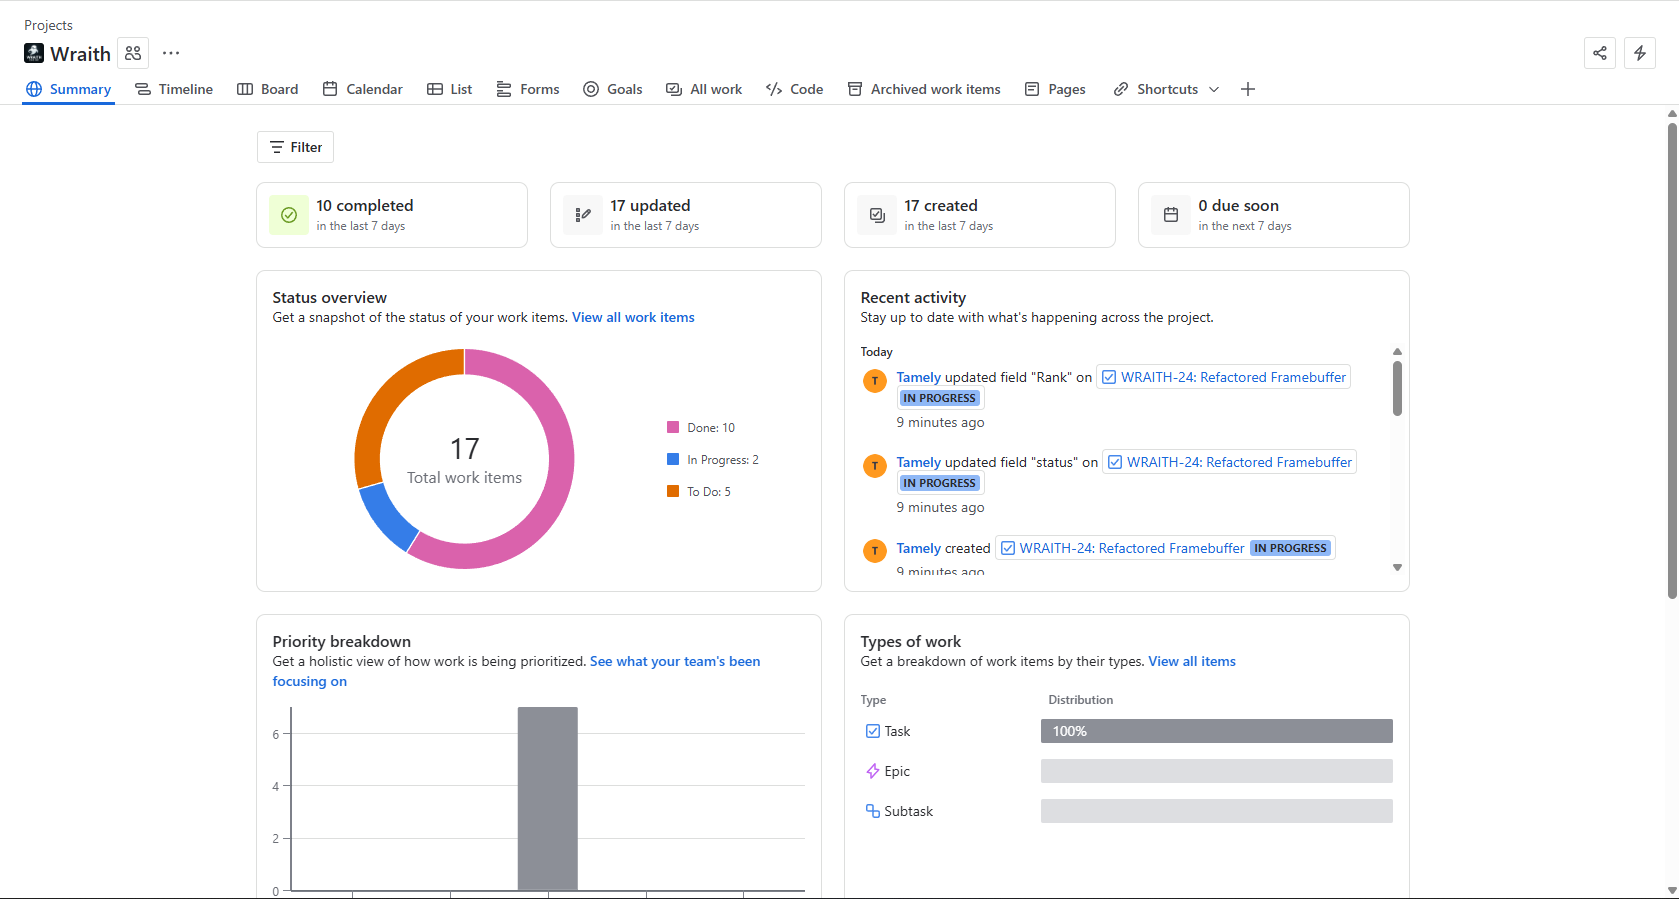 Projects
Wraith
Summary
Timeline
Board
Calendar
List
Forms
Goals
All work
Code
Archived work items
Pages
Shortcuts
Filter
10 completed
in the last 7 days
17 updated
in the last 7 days
17 created
in the last 7 days
0 due soon
in the next 7 days
Status overview
Get a snapshot of the status of your work items. View all work items
17
Total work items
Done: 10
In Progress: 2
To Do: 5
Recent activity
Stay up to date with what's happening across the project.
Today
T
Tamely updated field "Rank" on WRAITH-24: Refactored Framebuffer
IN PROGRESS
9 minutes ago
T
Tamely updated field "status" on WRAITH-24: Refactored Framebuffer
IN PROGRESS
9 minutes ago
T
Tamely created WRAITH-24: Refactored Framebuffer IN PROGRESS
9 minutes ago
Priority breakdown
Get a holistic view of how work is being prioritized. See what your team's been
focusing on
6
4
2
0
Types of work
Get a breakdown of work items by their types. View all items
Type Distribution
Task 100%
Epic
Subtask